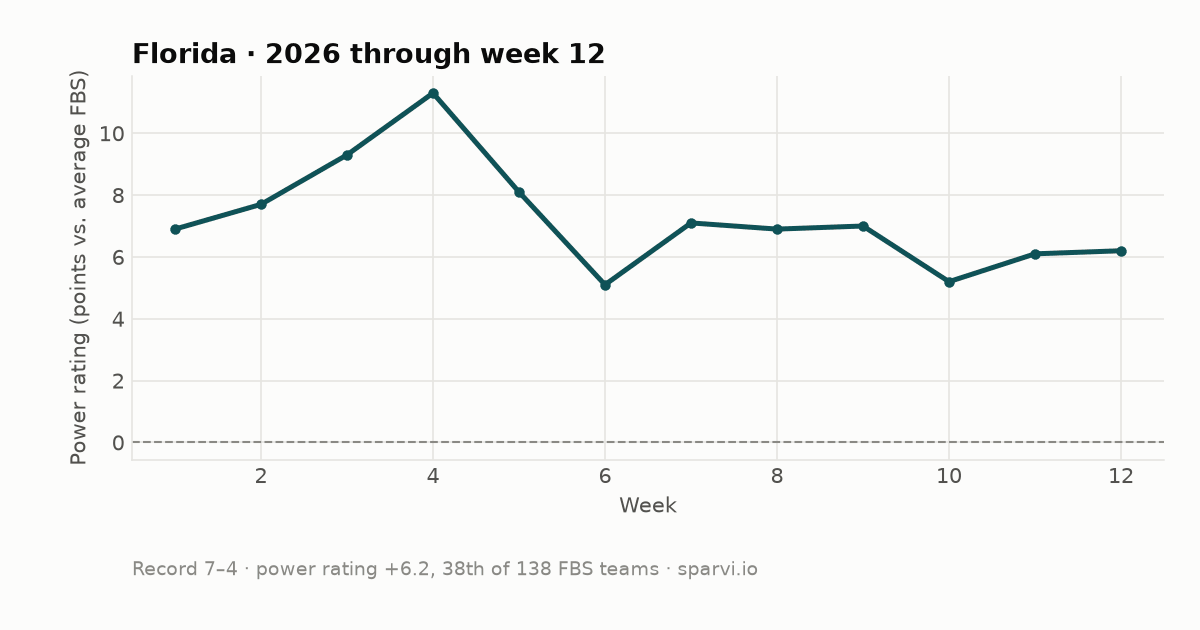 Florida · 2026 through week 12
Power rating (points vs. average FBS)
10
8
6
4
2
0
2 4 6 8 10 12
Week
Record 7–4 · power rating +6.2, 38th of 138 FBS teams · sparvi.io